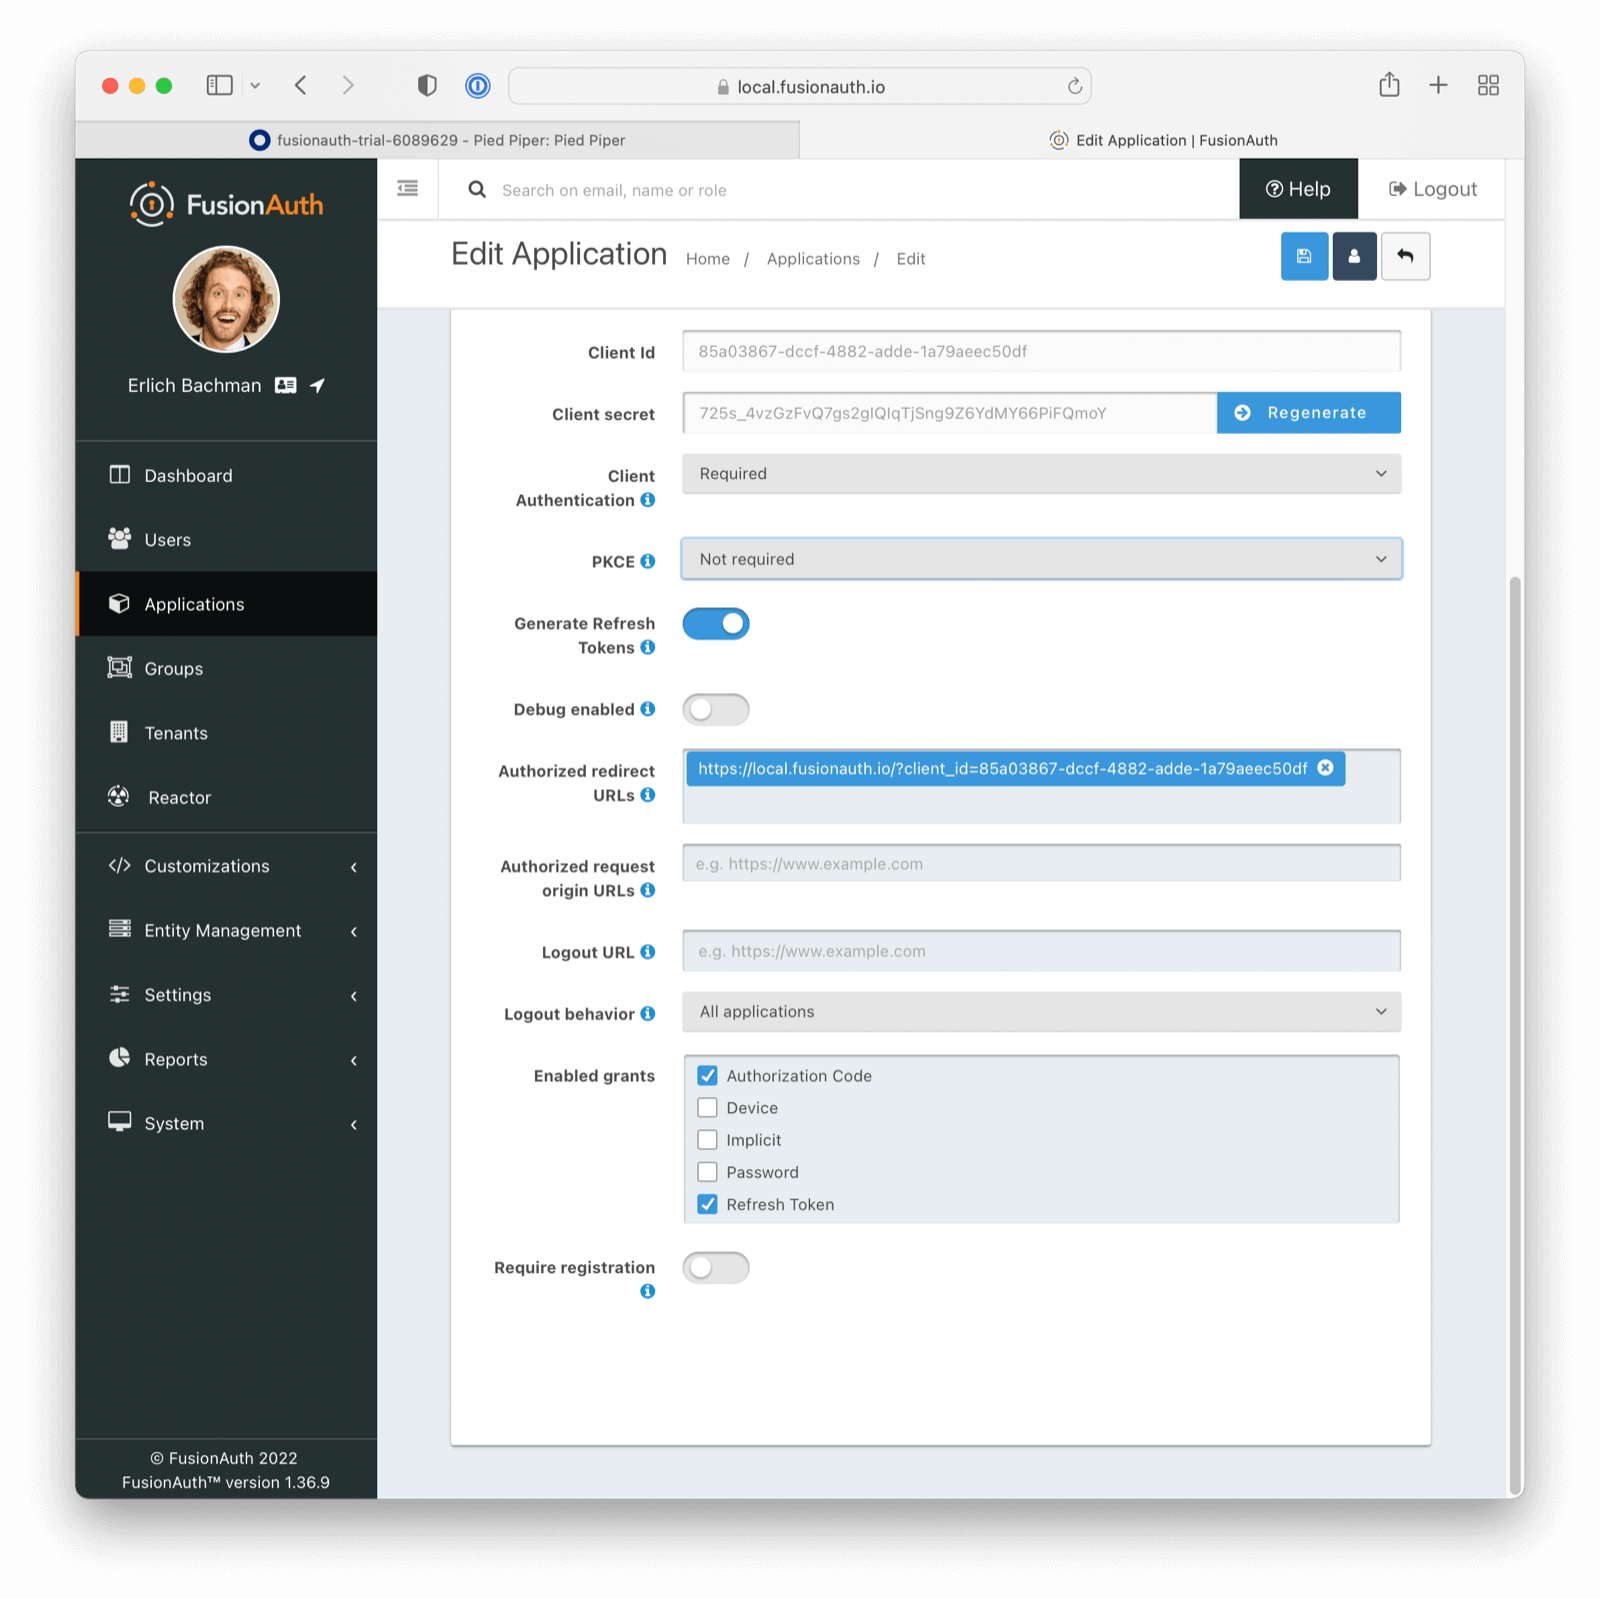 local.fusionauth.io
fusionauth-trial-6089629 - Pied Piper: Pied Piper
Edit Application | FusionAuth
FusionAuth
Search on email, name or role
Help
Logout
Erlich Bachman
Edit Application
Home / Applications / Edit
Dashboard
Users
Applications
Groups
Tenants
Reactor
Customizations
Entity Management
Settings
Reports
System
© FusionAuth 2022
FusionAuth™ version 1.36.9
Client Id
85a03867-dccf-4882-adde-1a79aeec50df
Client secret
Regenerate
Client
Authentication
Required
PKCE
Not required
Generate Refresh
Tokens
Debug enabled
Authorized redirect
URLs
https://local.fusionauth.io/?client_id=85a03867-dccf-4882-adde-1a79aeec50df
Authorized request
origin URLs
e.g. https://www.example.com
Logout URL
e.g. https://www.example.com
Logout behavior
All applications
Enabled grants
Authorization Code
Device
Implicit
Password
Refresh Token
Require registration